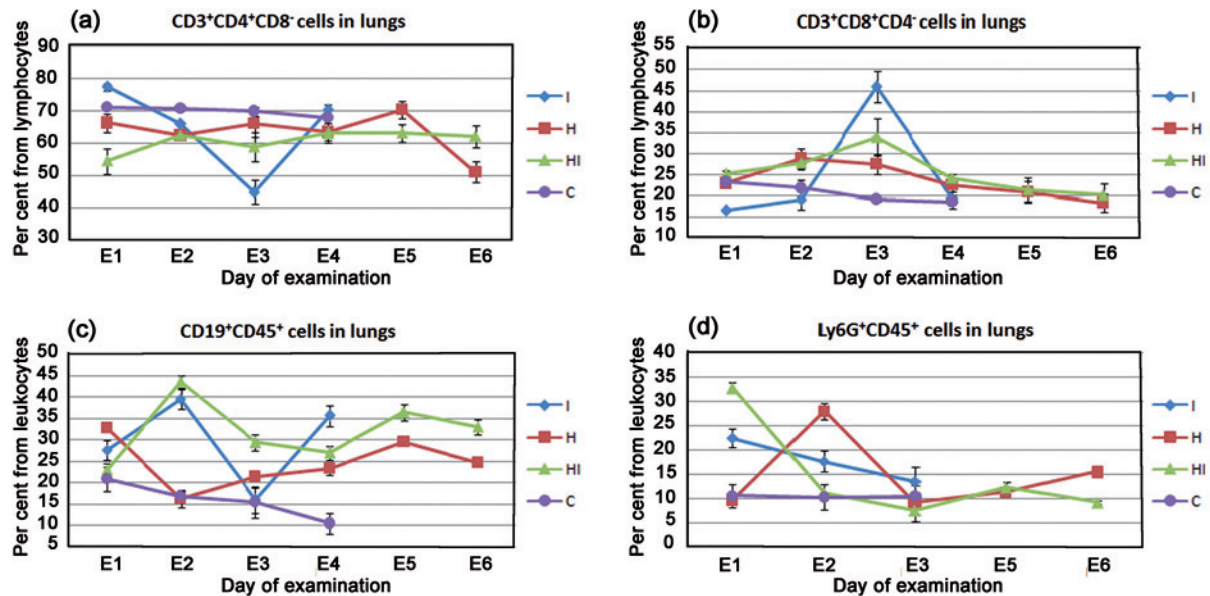 (a)
CD3⁺CD4⁺CD8⁻ cells in lungs
Per cent from lymphocytes
90
80
70
60
50
40
30
E1 E2 E3 E4 E5 E6
Day of examination
I
H
HI
C
(b)
CD3⁺CD8⁺CD4⁻ cells in lungs
Per cent from lymphocytes
55
50
45
40
35
30
25
20
15
10
E1 E2 E3 E4 E5 E6
Day of examination
I
H
HI
C
(c)
CD19⁺CD45⁺ cells in lungs
Per cent from leukocytes
50
45
40
35
30
25
20
15
10
5
E1 E2 E3 E4 E5 E6
Day of examination
I
H
HI
C
(d)
Ly6G⁺CD45⁺ cells in lungs
Per cent from leukocytes
40
35
30
25
20
15
10
5
0
E1 E2 E3 E4 E5 E6
Day of examination
I
H
HI
C